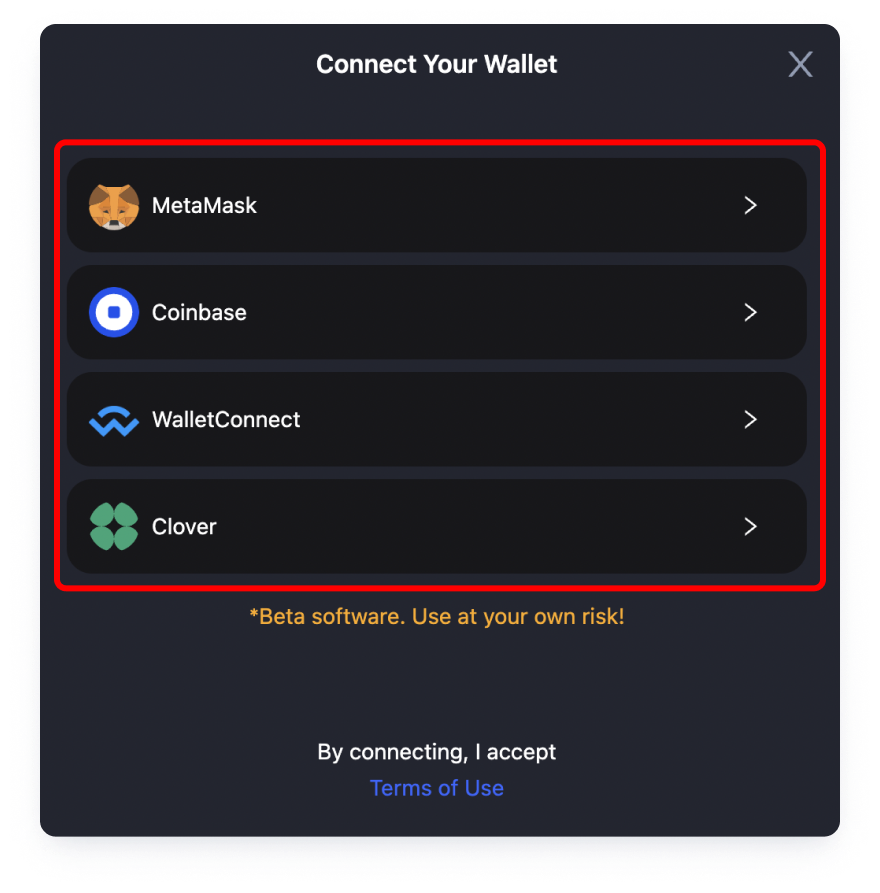 Connect Your Wallet
MetaMask
Coinbase
WalletConnect
Clover
*Beta software. Use at your own risk!
By connecting, I accept
Terms of Use